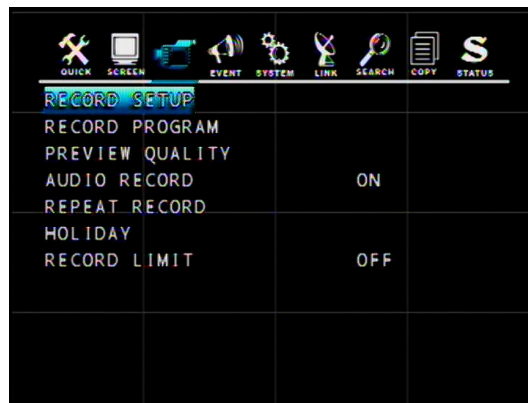 QUICK SCREEN EVENT SYSTEM LINK SEARCH COPY STATUS
RECORD SETUP
RECORD PROGRAM
PREVIEW QUALITY
AUDIO RECORD ON
REPEAT RECORD
HOLIDAY
RECORD LIMIT OFF